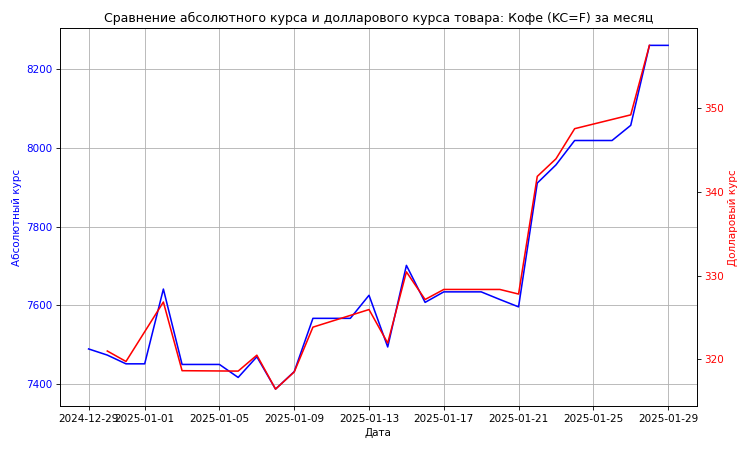 Сравнение абсолютного курса и долларового курса товара: Кофе (KC=F) за месяц
Абсолютный курс
8200
8000
7800
7600
7400
350
340
330
320
Долларовый курс
2024-12-29 2025-01-01 2025-01-05 2025-01-09 2025-01-13 2025-01-17 2025-01-21 2025-01-25 2025-01-29
Дата